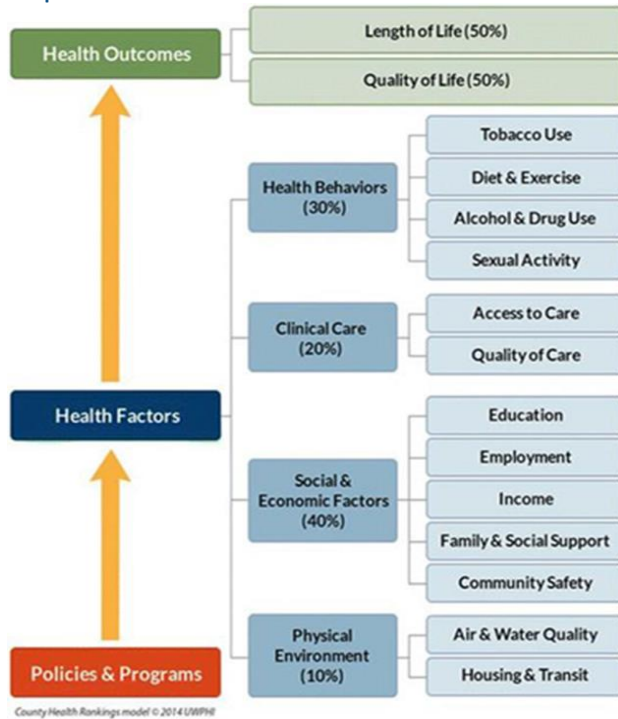 Health Outcomes
Length of Life (50%)
Quality of Life (50%)
Health Factors
Health Behaviors
(30%)
Tobacco Use
Diet & Exercise
Alcohol & Drug Use
Sexual Activity
Clinical Care
(20%)
Access to Care
Quality of Care
Social &
Economic Factors
(40%)
Education
Employment
Income
Family & Social Support
Community Safety
Physical
Environment
(10%)
Air & Water Quality
Housing & Transit
Policies & Programs
County Health Rankings model © 2014 UWPHI